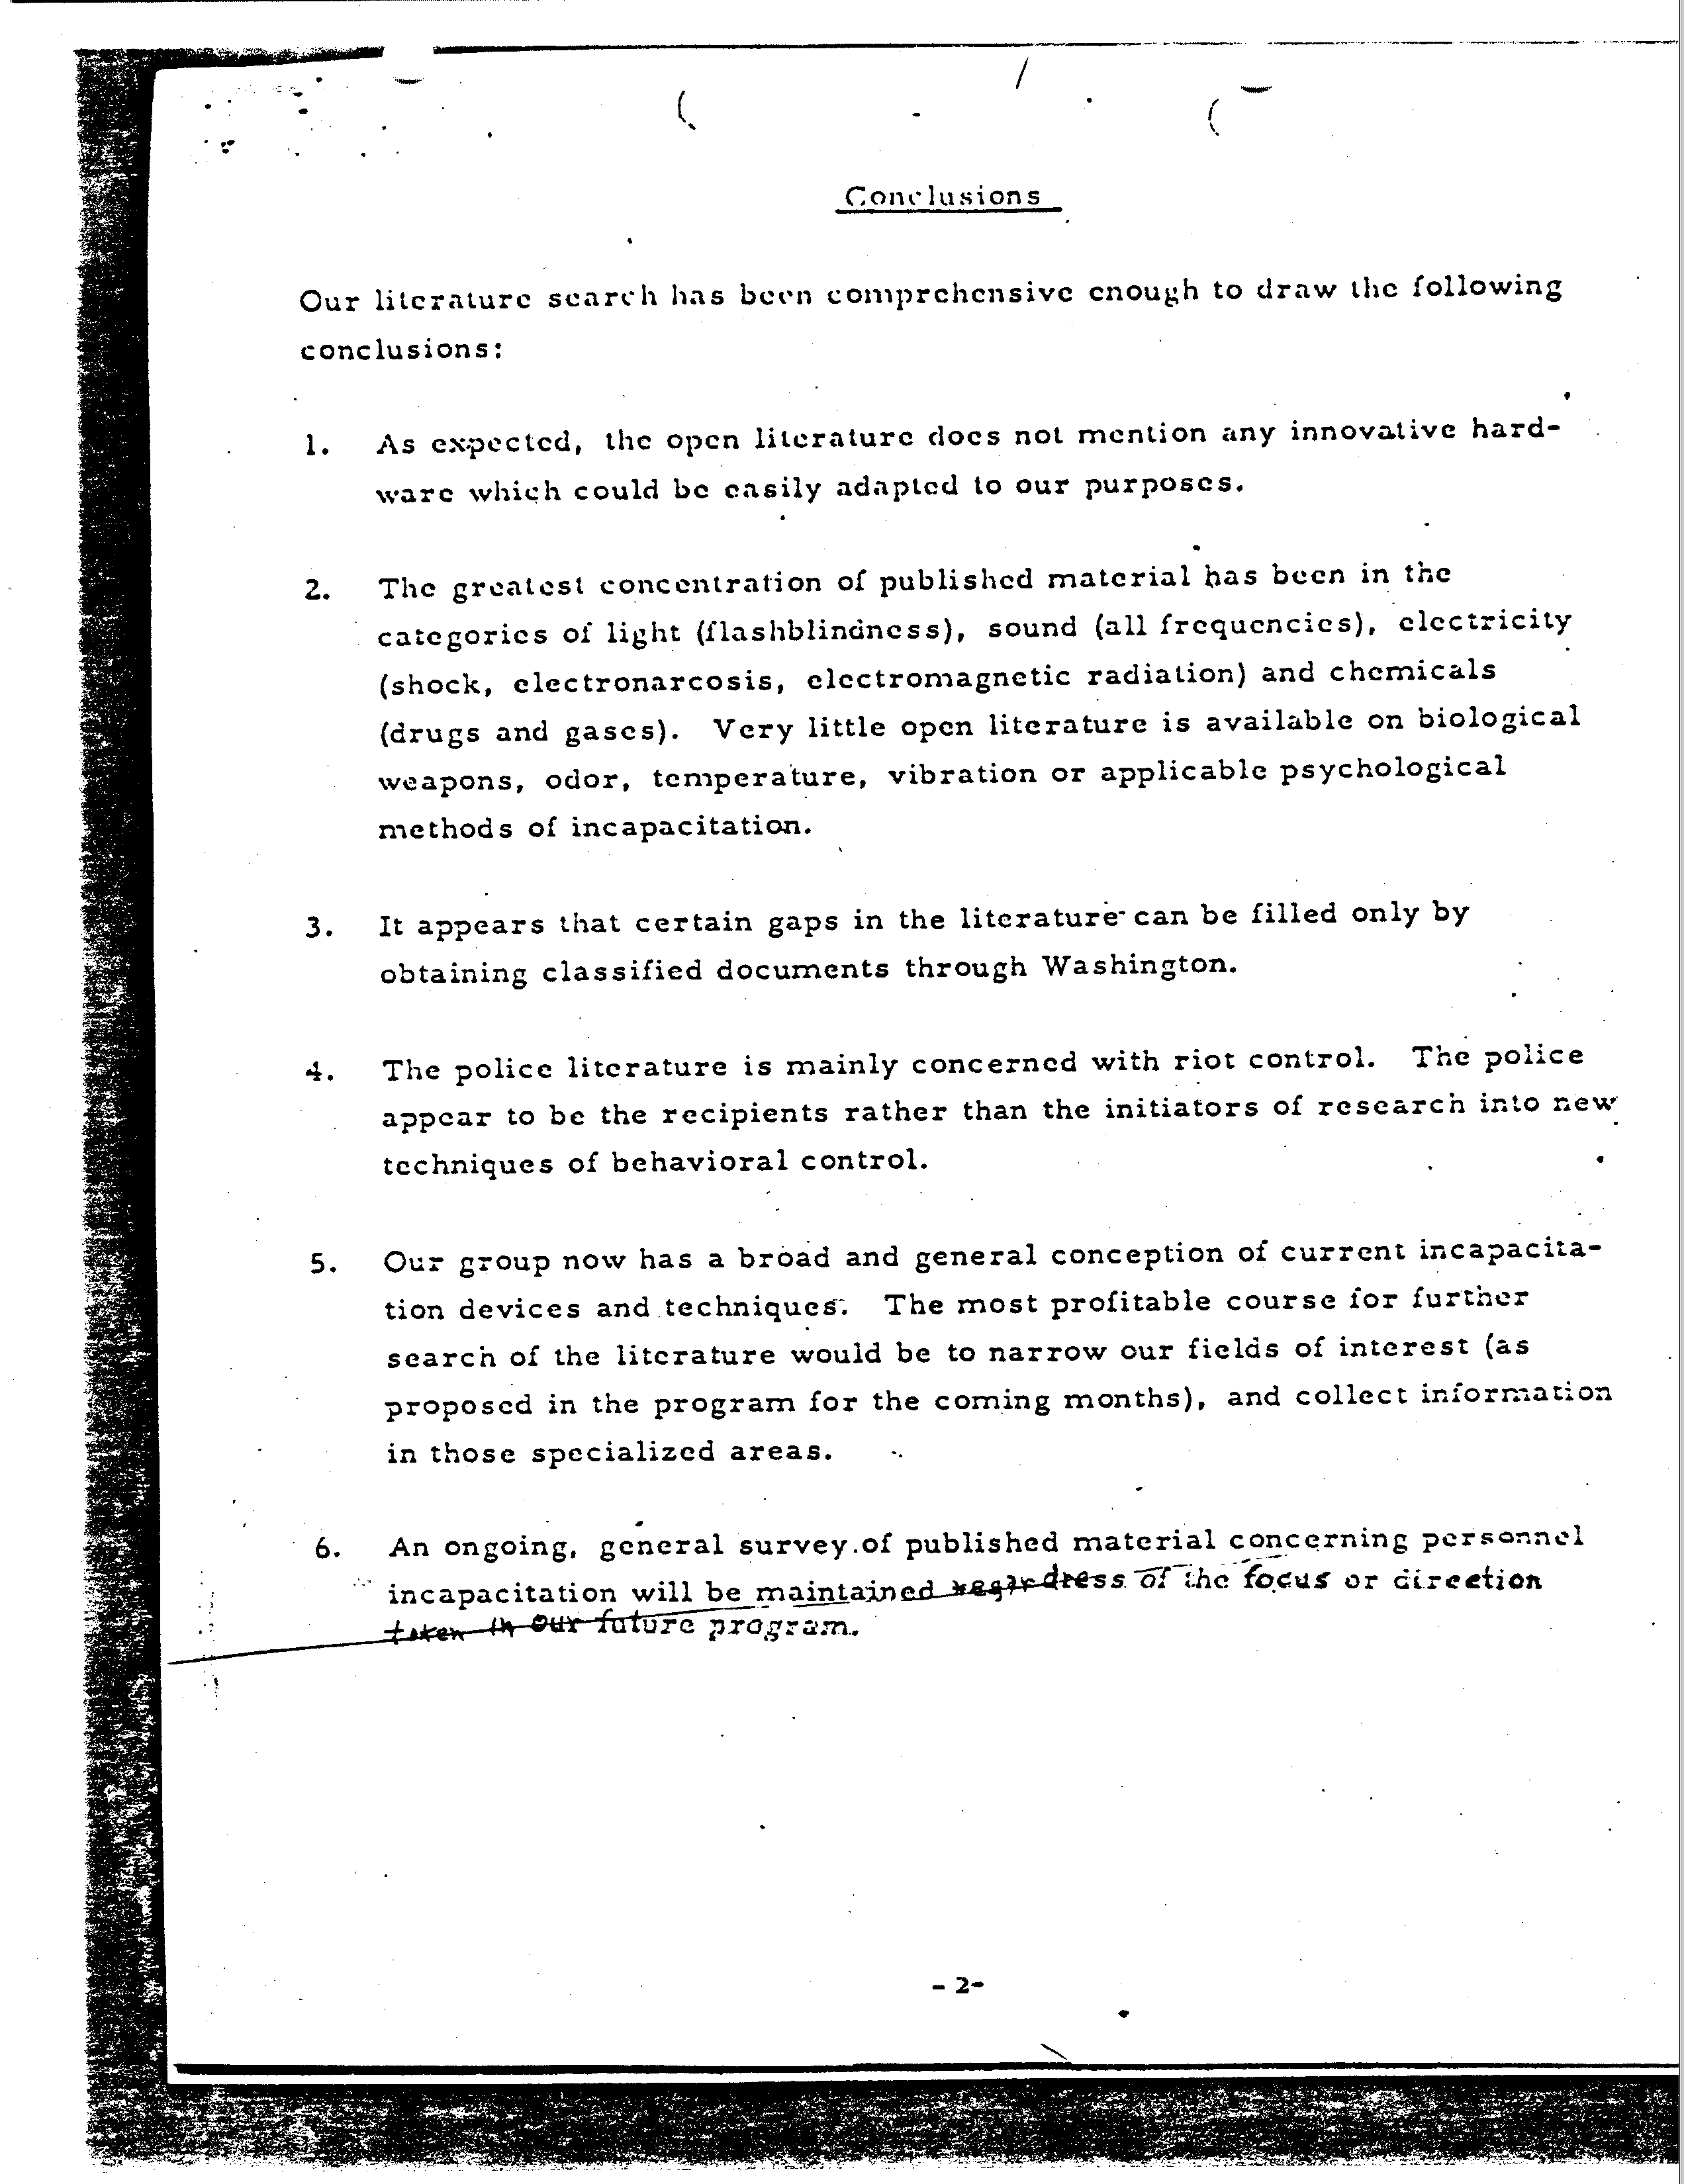 Conclusions
Our literature search has been comprehensive enough to draw the following
conclusions:
1. As expected, the open literature does not mention any innovative hard-
ware which could be easily adapted to our purposes.
2. The greatest concentration of published material has been in the
categories of light (flashblindness), sound (all frequencies), electricity
(shock, electronarcosis, electromagnetic radiation) and chemicals
(drugs and gases). Very little open literature is available on biological
weapons, odor, temperature, vibration or applicable psychological
methods of incapacitation.
3. It appears that certain gaps in the literature can be filled only by
obtaining classified documents through Washington.
4. The police literature is mainly concerned with riot control. The police
appear to be the recipients rather than the initiators of research into new
techniques of behavioral control.
5. Our group now has a broad and general conception of current incapacita-
tion devices and techniques. The most profitable course for further
search of the literature would be to narrow our fields of interest (as
proposed in the program for the coming months), and collect information
in those specialized areas.
6. An ongoing, general survey of published material concerning personnel
incapacitation will be maintained of the focus or direction
taken in our future program.
- 2-